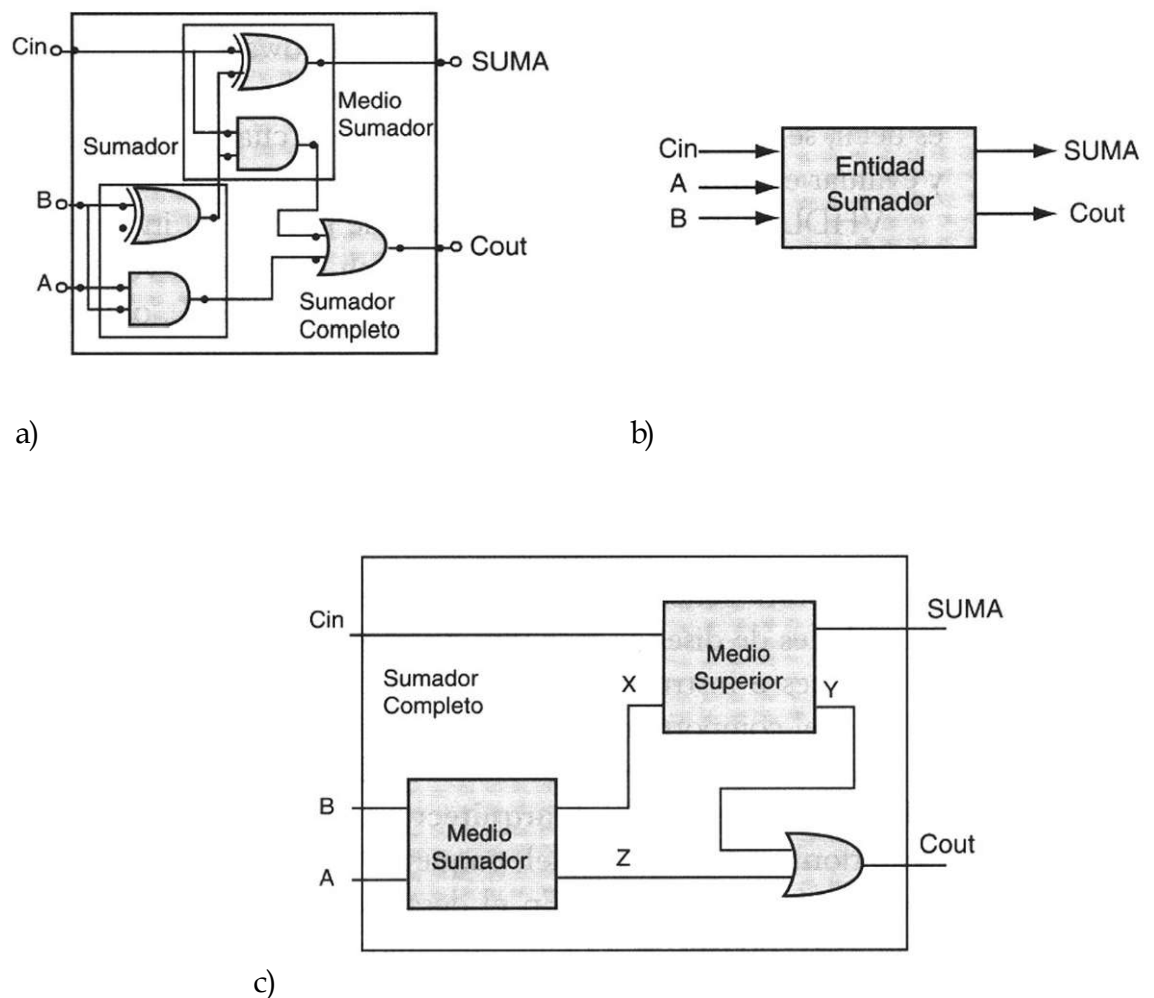 Cin
SUMA
Medio
Sumador
Sumador
B
A
Cout
Sumador
Completo
a)
Cin
A
B
Entidad
Sumador
SUMA
Cout
b)
Cin
SUMA
Sumador
Completo
X
Medio
Superior
Y
B
A
Medio
Sumador
Z
Cout
c)